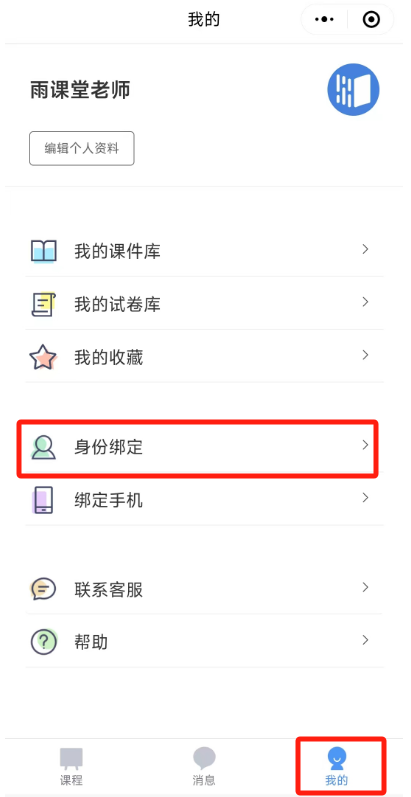 我的
雨课堂老师
编辑个人资料
我的课件库
我的试卷库
我的收藏
身份绑定
绑定手机
联系客服
帮助
课程
消息
我的